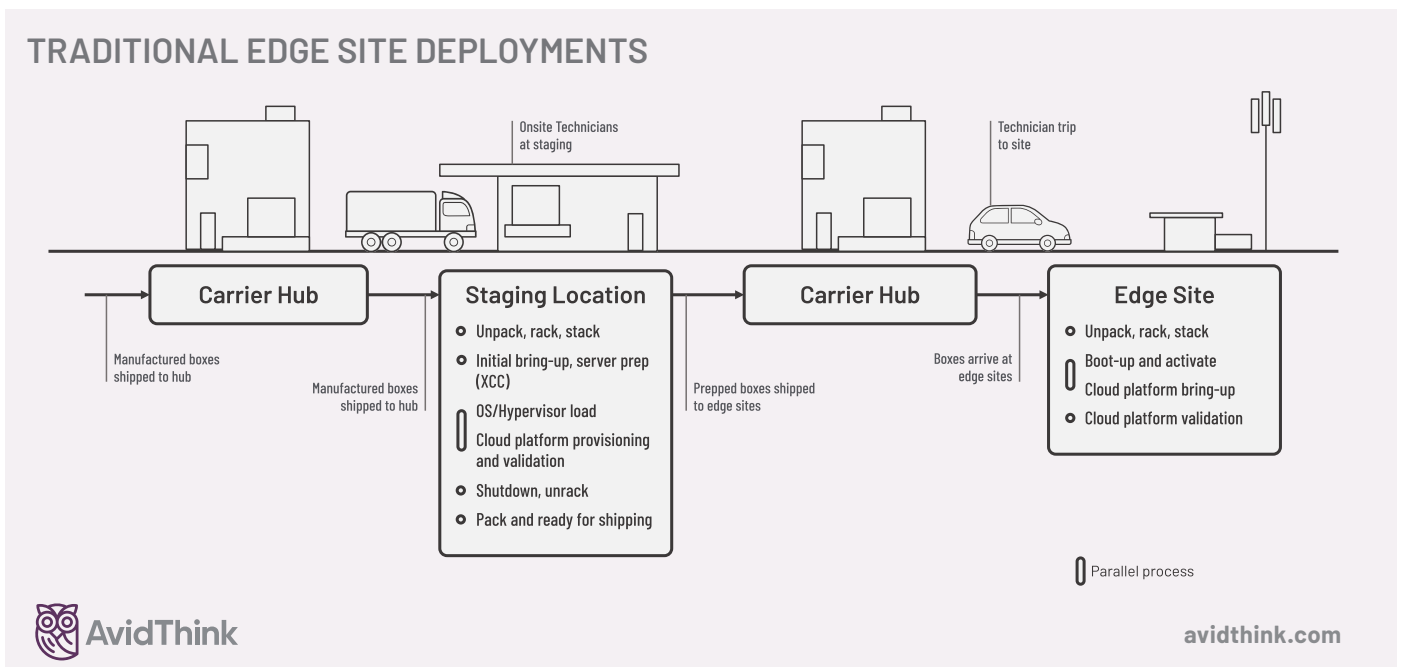 TRADITIONAL EDGE SITE DEPLOYMENTS
Onsite Technicians
at staging
Technician trip
to site
Carrier Hub
Manufactured boxes
shipped to hub
Manufactured boxes
shipped to hub
Staging Location
Unpack, rack, stack
Initial bring-up, server prep
(XCC)
OS/Hypervisor load
Cloud platform provisioning
and validation
Shutdown, unrack
Pack and ready for shipping
Prepped boxes shipped
to edge sites
Carrier Hub
Boxes arrive at
edge sites
Edge Site
Unpack, rack, stack
Boot-up and activate
Cloud platform bring-up
Cloud platform validation
Parallel process
AvidThink
avidthink.com